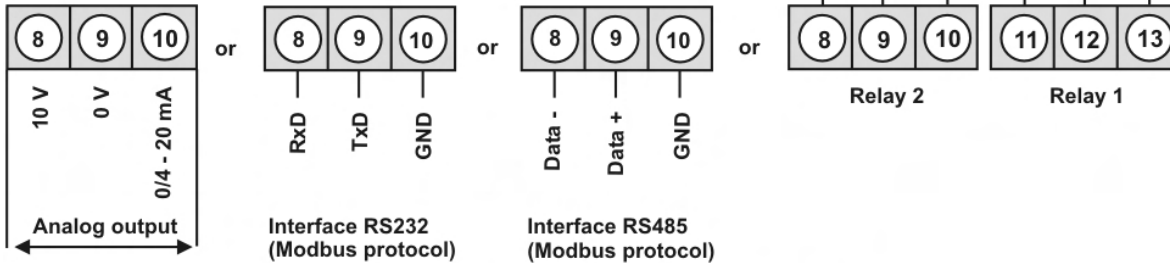 8 9 10 or 8 9 10 or 8 9 10 or 8 9 10 11 12 13
Relay 2 Relay 1
10 V
0 V
0/4 - 20 mA
Analog output
RxD
TxD
GND
Interface RS232
(Modbus protocol)
Data -
Data +
GND
Interface RS485
(Modbus protocol)